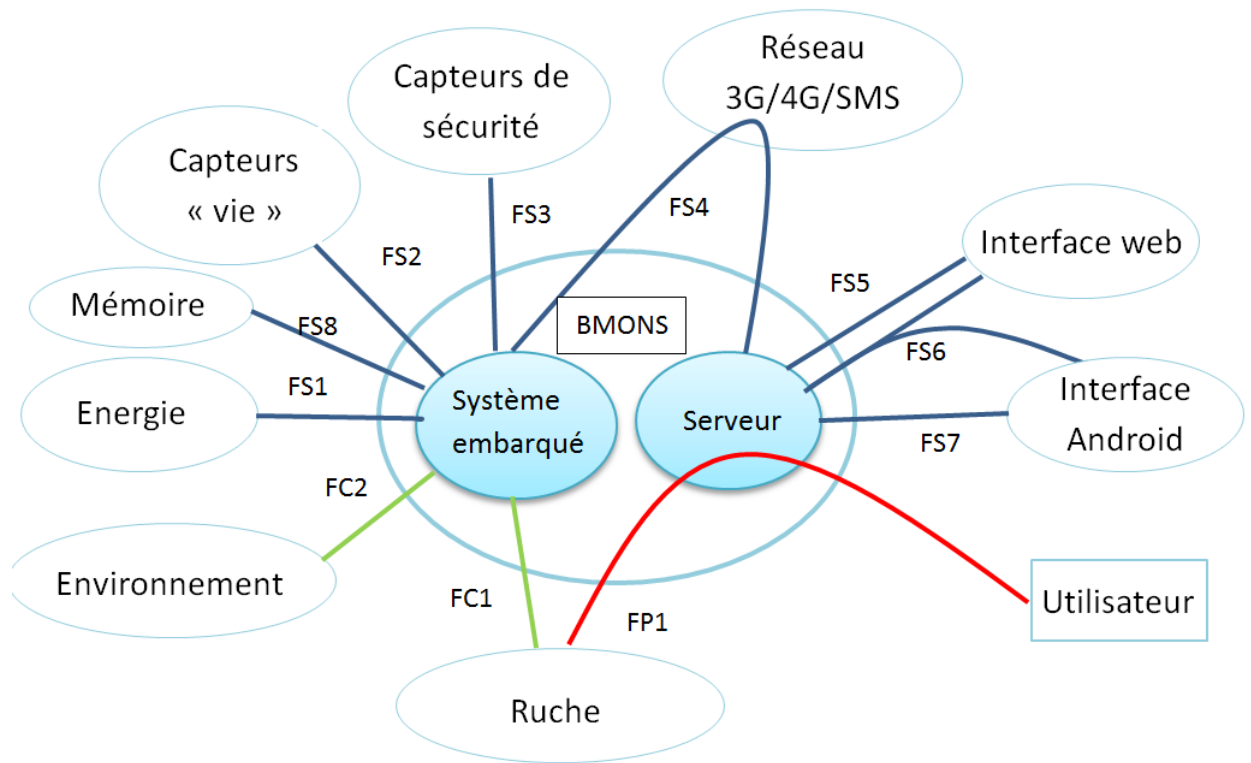 Réseau
3G/4G/SMS
Capteurs de
sécurité
Capteurs
« vie »
FS3
FS4
FS2
Interface web
FS5
Mémoire
FS8
BMONS
FS6
FS1
Energie
Système
embarqué
Serveur
Interface
Android
FS7
FC2
Environnement
FC1
FP1
Utilisateur
Ruche